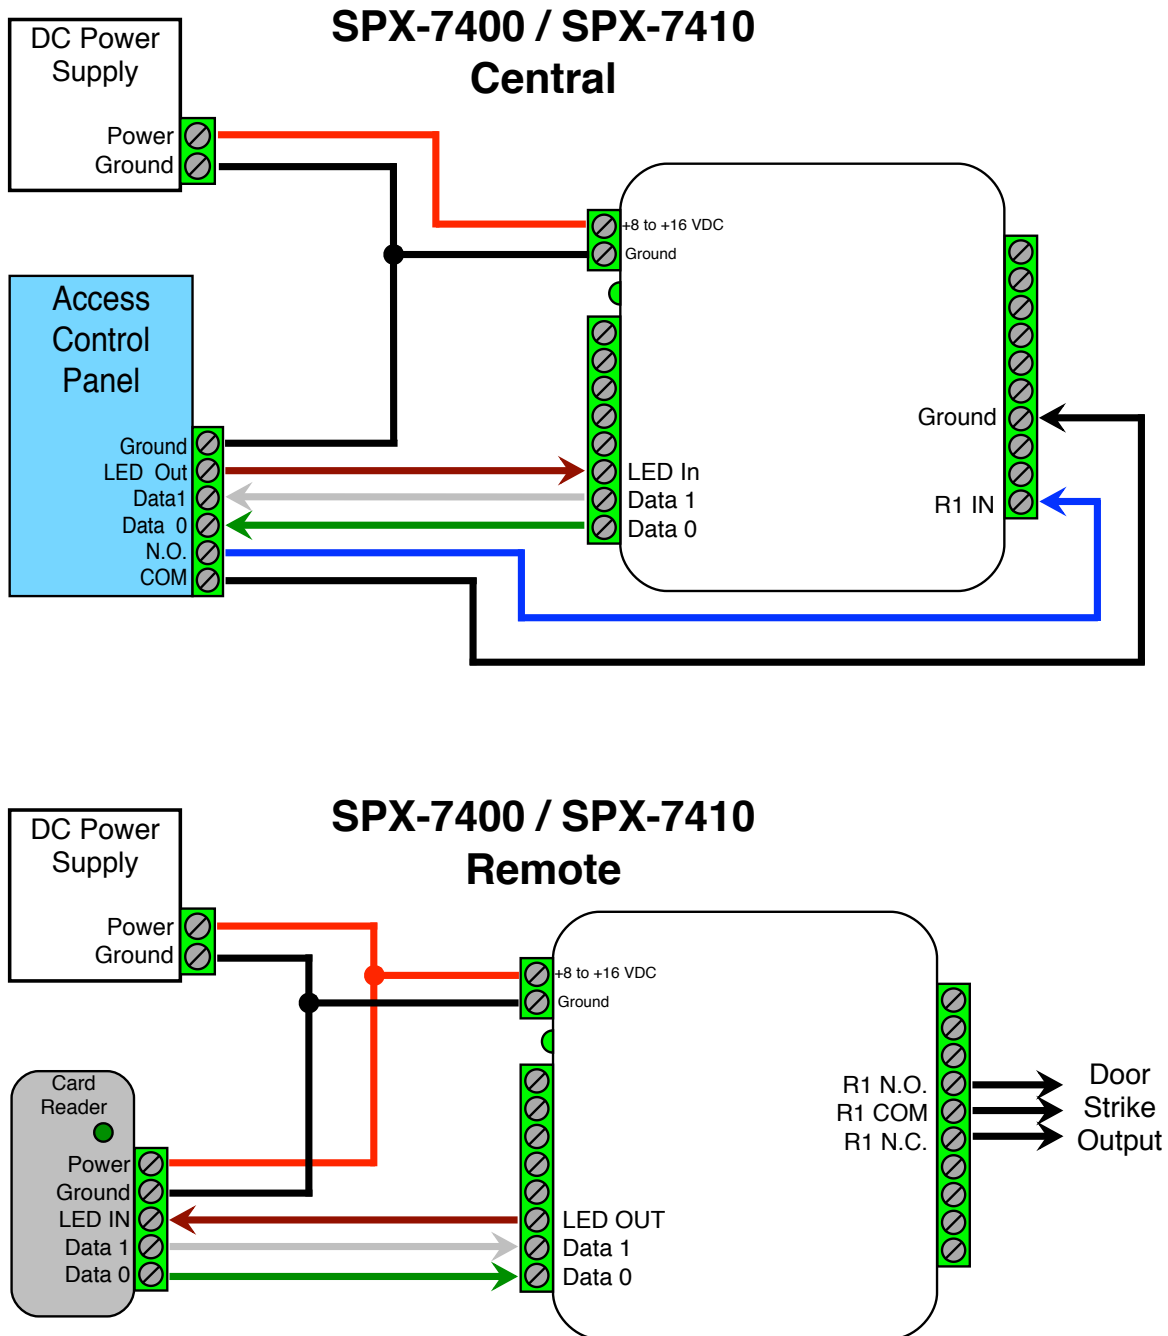 SPX-7400 / SPX-7410
Central
DC Power
Supply
Power
Ground
+8 to +16 VDC
Ground
Access
Control
Panel
Ground
LED Out
Data1
Data 0
N.O.
COM
LED In
Data 1
Data 0
Ground
R1 IN
SPX-7400 / SPX-7410
Remote
DC Power
Supply
Power
Ground
+8 to +16 VDC
Ground
Card
Reader
Power
Ground
LED IN
Data 1
Data 0
LED OUT
Data 1
Data 0
R1 N.O.
R1 COM
R1 N.C.
Door
Strike
Output